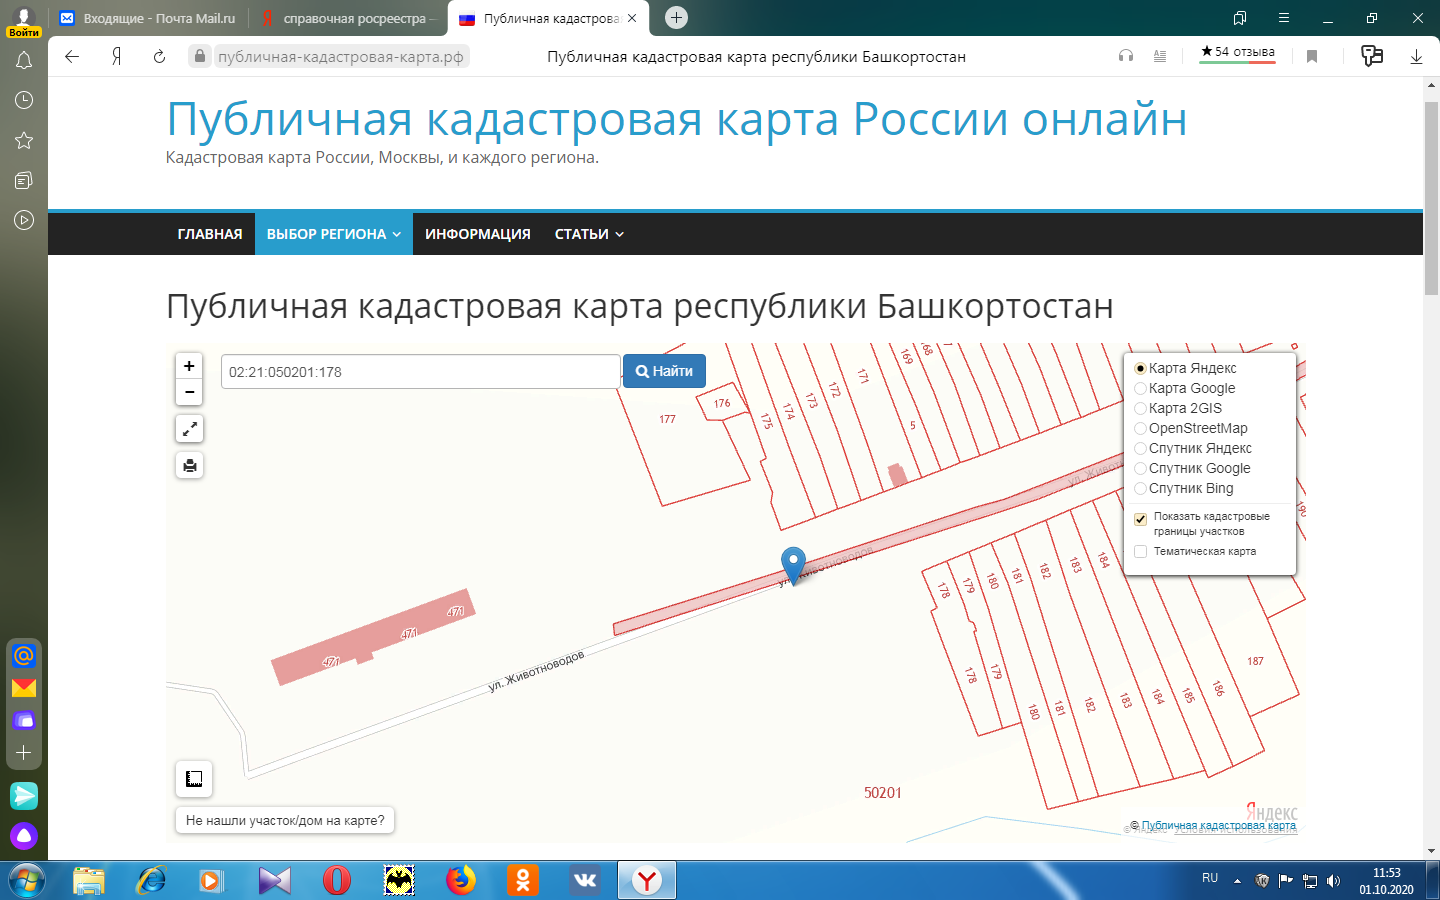 Входящие - Почта Mail.ru
справочная росреестра –
Публичная кадастрова
Войти
публичная-кадастровая-карта.рф
Публичная кадастровая карта республики Башкортостан
★54 отзыва
Публичная кадастровая карта России онлайн
Кадастровая карта России, Москвы, и каждого региона.
ГЛАВНАЯ
ВЫБОР РЕГИОНА
ИНФОРМАЦИЯ
СТАТЬИ
Публичная кадастровая карта республики Башкортостан
+
−
02:21:050201:178
Найти
Карта Яндекс
Карта Google
Карта 2GIS
OpenStreetMap
Спутник Яндекс
Спутник Google
Спутник Bing
Показать кадастровые
границы участков
Тематическая карта
177
176
175
174
173
172
171
169
168
5
ул. Животноводов
471
471
471
ул. Животноводов
178
179
180
181
182
183
184
190
178
179
180
181
182
183
184
185
186
187
50201
Яндекс
© Публичная кадастровая карта
© Яндекс Условия использования
Не нашли участок/дом на карте?
RU
11:53
01.10.2020